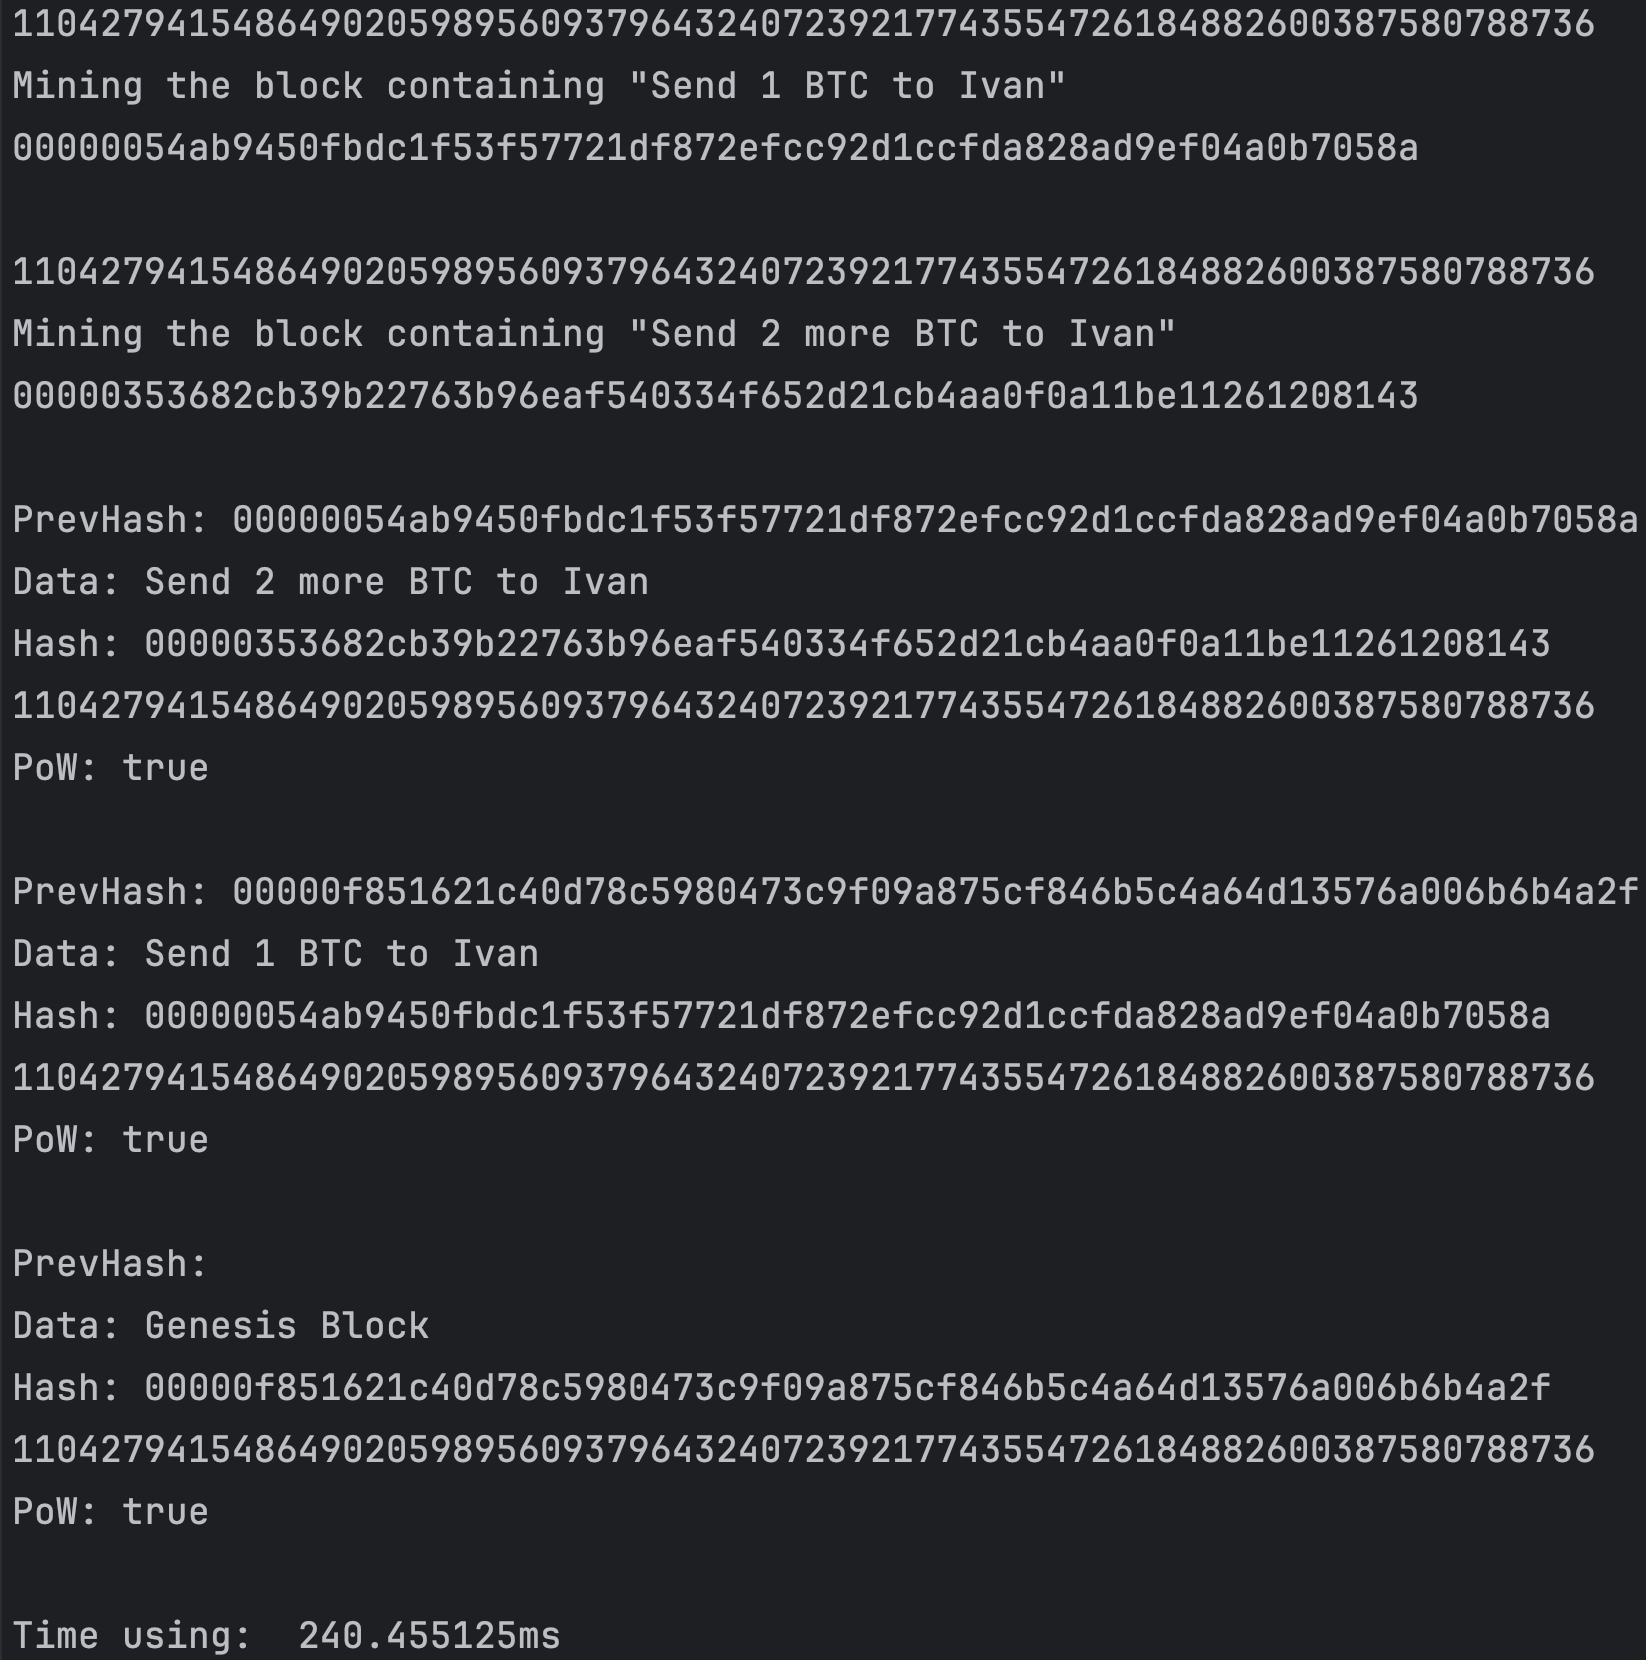 110427941548649020598956093796432407239217743554726184882600387580788736
Mining the block containing "Send 1 BTC to Ivan"
00000054ab9450fbdc1f53f57721df872efcc92d1ccfda828ad9ef04a0b7058a
110427941548649020598956093796432407239217743554726184882600387580788736
Mining the block containing "Send 2 more BTC to Ivan"
00000353682cb39b22763b96eaf540334f652d21cb4aa0f0a11be11261208143
PrevHash: 00000054ab9450fbdc1f53f57721df872efcc92d1ccfda828ad9ef04a0b7058a
Data: Send 2 more BTC to Ivan
Hash: 00000353682cb39b22763b96eaf540334f652d21cb4aa0f0a11be11261208143
110427941548649020598956093796432407239217743554726184882600387580788736
PoW: true
PrevHash: 00000f851621c40d78c5980473c9f09a875cf846b5c4a64d13576a006b6b4a2f
Data: Send 1 BTC to Ivan
Hash: 00000054ab9450fbdc1f53f57721df872efcc92d1ccfda828ad9ef04a0b7058a
110427941548649020598956093796432407239217743554726184882600387580788736
PoW: true
PrevHash:
Data: Genesis Block
Hash: 00000f851621c40d78c5980473c9f09a875cf846b5c4a64d13576a006b6b4a2f
110427941548649020598956093796432407239217743554726184882600387580788736
PoW: true
Time using:  240.455125ms